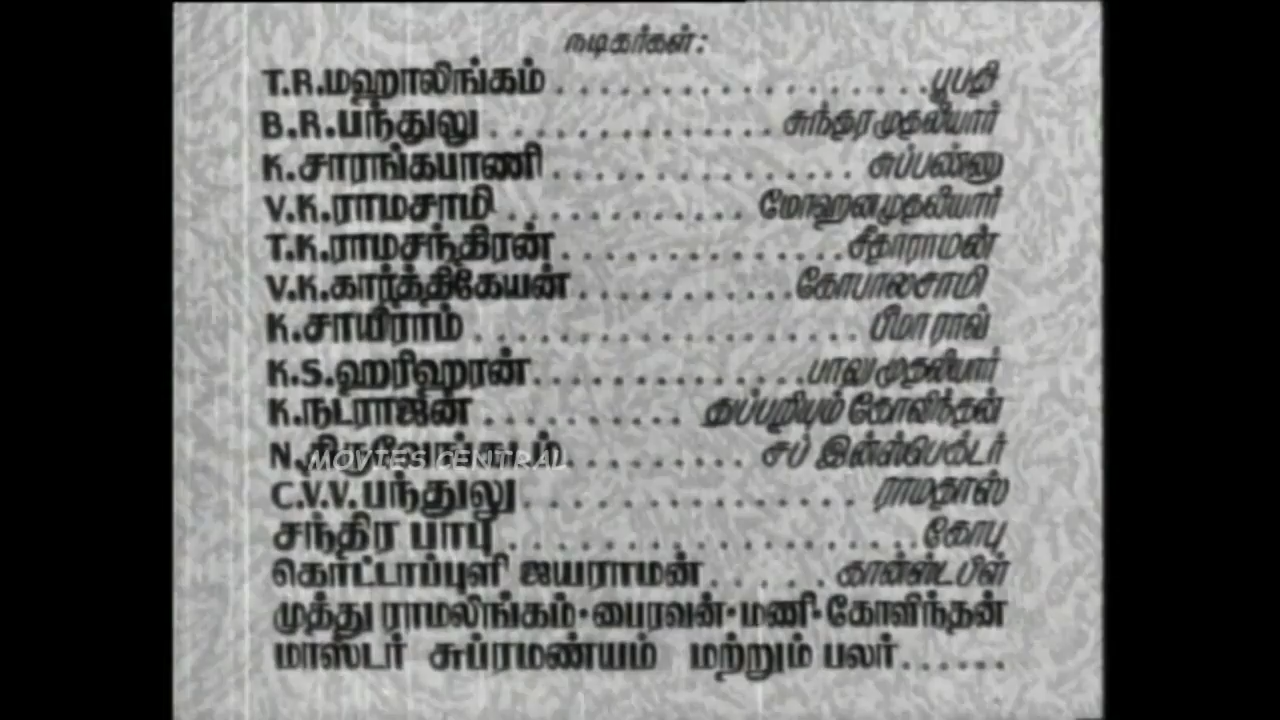 நடிகர்கள்:
T.R.மஹாலிங்கம் . . . . . . . . . . . . . . . . . . . பூபதி
B.R.பந்துலு . . . . . . . . . . . . . . சுந்தர முதலியார்
K.சாரங்கபாணி . . . . . . . . . . . . . . . சுப்பண்ணு
V.K.ராமசாமி . . . . . . . . . . . . மோஹன முதலியார்
T.K.ராமசந்திரன் . . . . . . . . . . . . . . . சீதாராமன்
V.K.கார்த்திகேயன் . . . . . . . . . . . கோபாலசாமி
K.சாயிராம் . . . . . . . . . . . . . . . . . . . பீமா ராவ்
K.S.ஹரிஹரன் . . . . . . . . . . . . . . பாலு முதலியார்
K.நடராஜன் . . . . . . . . . . துப்பறியும் கோவிந்தன்
N.திருவேங்கடம் . . . . . . . . . சப் இன்ஸ்பெக்டர்
MOVIES CENTRAL
C.V.V.பந்துலு . . . . . . . . . . . . . . . . . ராமதாஸ்
சந்திர பாபு . . . . . . . . . . . . . . . . . . . . கோபு
கொட்டாப்புளி ஜயராமன் . . . . . கான்ஸ்டபிள்
முத்து ராமலிங்கம்·பைரவன்·மணி·கோவிந்தன்
மாஸ்டர் சுப்ரமண்யம் மற்றும் பலர் . . . . . .